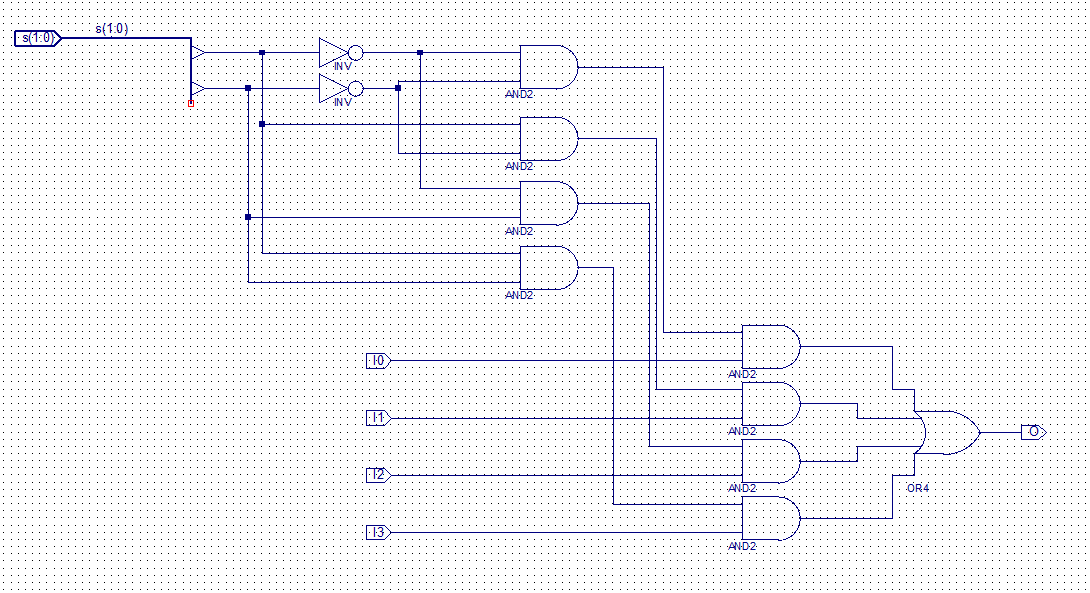 s(1:0)
s(1:0)
INV
INV
AND2
AND2
AND2
AND2
I0
AND2
I1
AND2
O
I2
AND2
OR4
I3
AND2